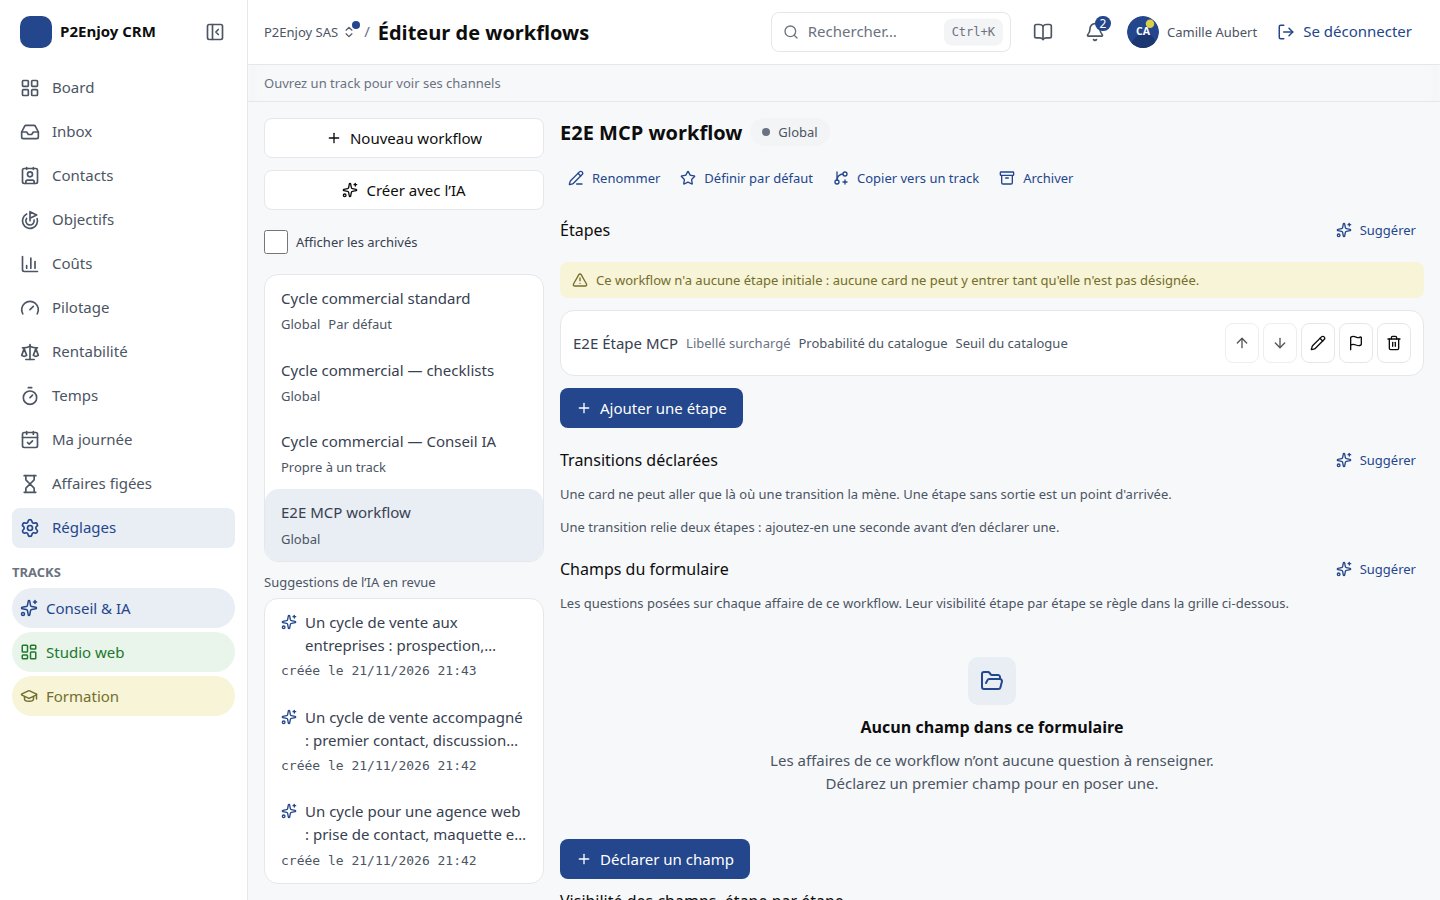 P2Enjoy CRM
Board
Inbox
Contacts
Objectifs
Coûts
Pilotage
Rentabilité
Temps
Ma journée
Affaires figées
Réglages
TRACKS
Conseil & IA
Studio web
Formation
P2Enjoy SAS / Éditeur de workflows
Rechercher... Ctrl+K
2
CA Camille Aubert
Se déconnecter
Ouvrez un track pour voir ses channels
Nouveau workflow
Créer avec l'IA
Afficher les archivés
Cycle commercial standard
Global Par défaut
Cycle commercial — checklists
Global
Cycle commercial — Conseil IA
Propre à un track
E2E MCP workflow
Global
Suggestions de l'IA en revue
Un cycle de vente aux
entreprises : prospection,...
créée le 21/11/2026 21:43
Un cycle de vente accompagné
: premier contact, discussion...
créée le 21/11/2026 21:42
Un cycle pour une agence web
: prise de contact, maquette e...
créée le 21/11/2026 21:42
E2E MCP workflow Global
Renommer Définir par défaut Copier vers un track Archiver
Étapes Suggérer
Ce workflow n'a aucune étape initiale : aucune card ne peut y entrer tant qu'elle n'est pas désignée.
E2E Étape MCP Libellé surchargé Probabilité du catalogue Seuil du catalogue
Ajouter une étape
Transitions déclarées Suggérer
Une card ne peut aller que là où une transition la mène. Une étape sans sortie est un point d'arrivée.
Une transition relie deux étapes : ajoutez-en une seconde avant d'en déclarer une.
Champs du formulaire Suggérer
Les questions posées sur chaque affaire de ce workflow. Leur visibilité étape par étape se règle dans la grille ci-dessous.
Aucun champ dans ce formulaire
Les affaires de ce workflow n'ont aucune question à renseigner.
Déclarez un premier champ pour en poser une.
Déclarer un champ
Visibilité des champs, étape par étape